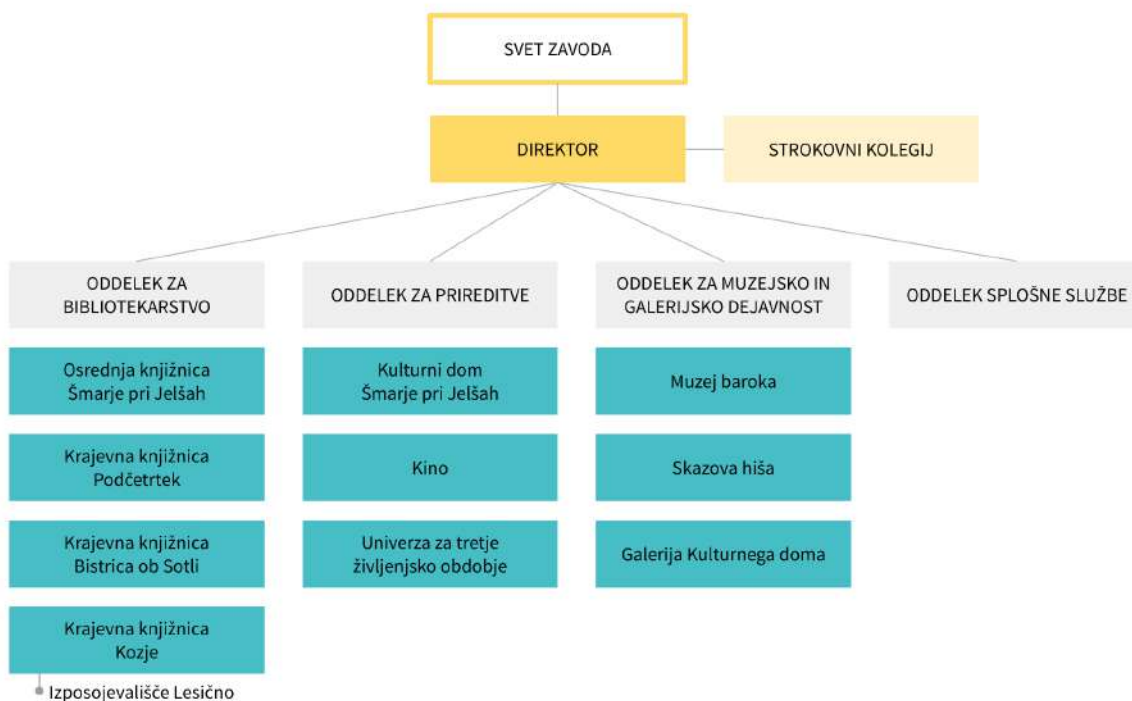 SVET ZAVODA
DIREKTOR
STROKOVNI KOLEGIJ
ODDELEK ZA
BIBLIOTEKARSTVO
ODDELEK ZA PRIREDITVE
ODDELEK ZA MUZEJSKO IN
GALERIJSKO DEJAVNOST
ODDELEK SPLOŠNE SLUŽBE
Osrednja knjižnica
Šmarje pri Jelšah
Krajevna knjižnica
Podčetrtek
Krajevna knjižnica
Bistrica ob Sotli
Krajevna knjižnica
Kozje
Izposojevališče Lesično
Kulturni dom
Šmarje pri Jelšah
Kino
Univerza za tretje
življenjsko obdobje
Muzej baroka
Skazova hiša
Galerija Kulturnega doma